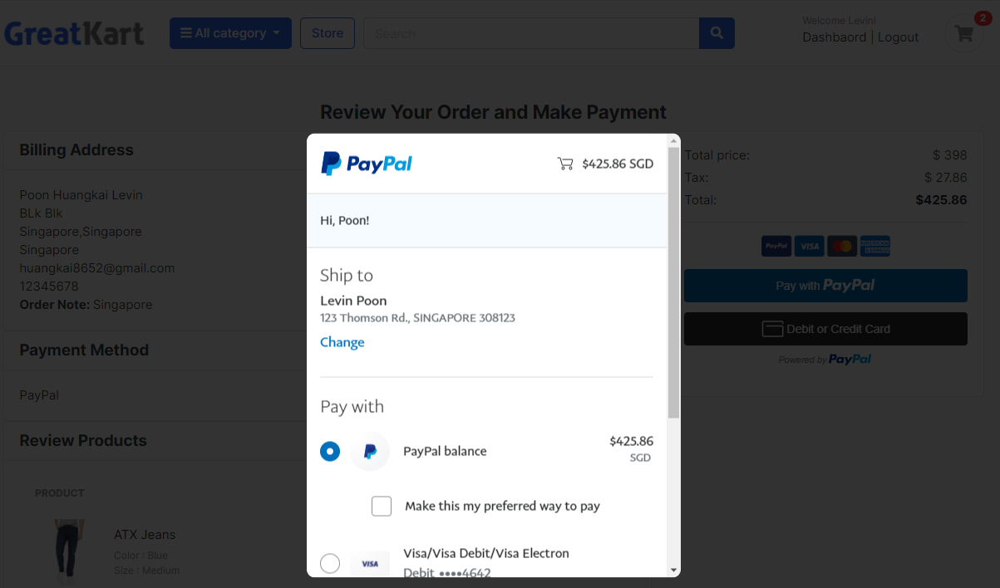 GreatKart
All category
Store
Search
Welcome Levin!
Dashbaord | Logout
2
Review Your Order and Make Payment
Billing Address
Poon Huangkai Levin
BLk Blk
Singapore,Singapore
Singapore
huangkai8652@gmail.com
12345678
Order Note: Singapore
Payment Method
PayPal
Review Products
PRODUCT
ATX Jeans
Color : Blue
Size : Medium
PayPal
$425.86 SGD
Hi, Poon!
Ship to
Levin Poon
123 Thomson Rd., SINGAPORE 308123
Change
Pay with
PayPal balance
$425.86
SGD
Make this my preferred way to pay
VISA
Visa/Visa Debit/Visa Electron
Debit ••••4642
Total price: $ 398
Tax: $ 27.86
Total: $425.86
PayPal VISA AMERICAN EXPRESS
Pay with PayPal
Debit or Credit Card
Powered by PayPal